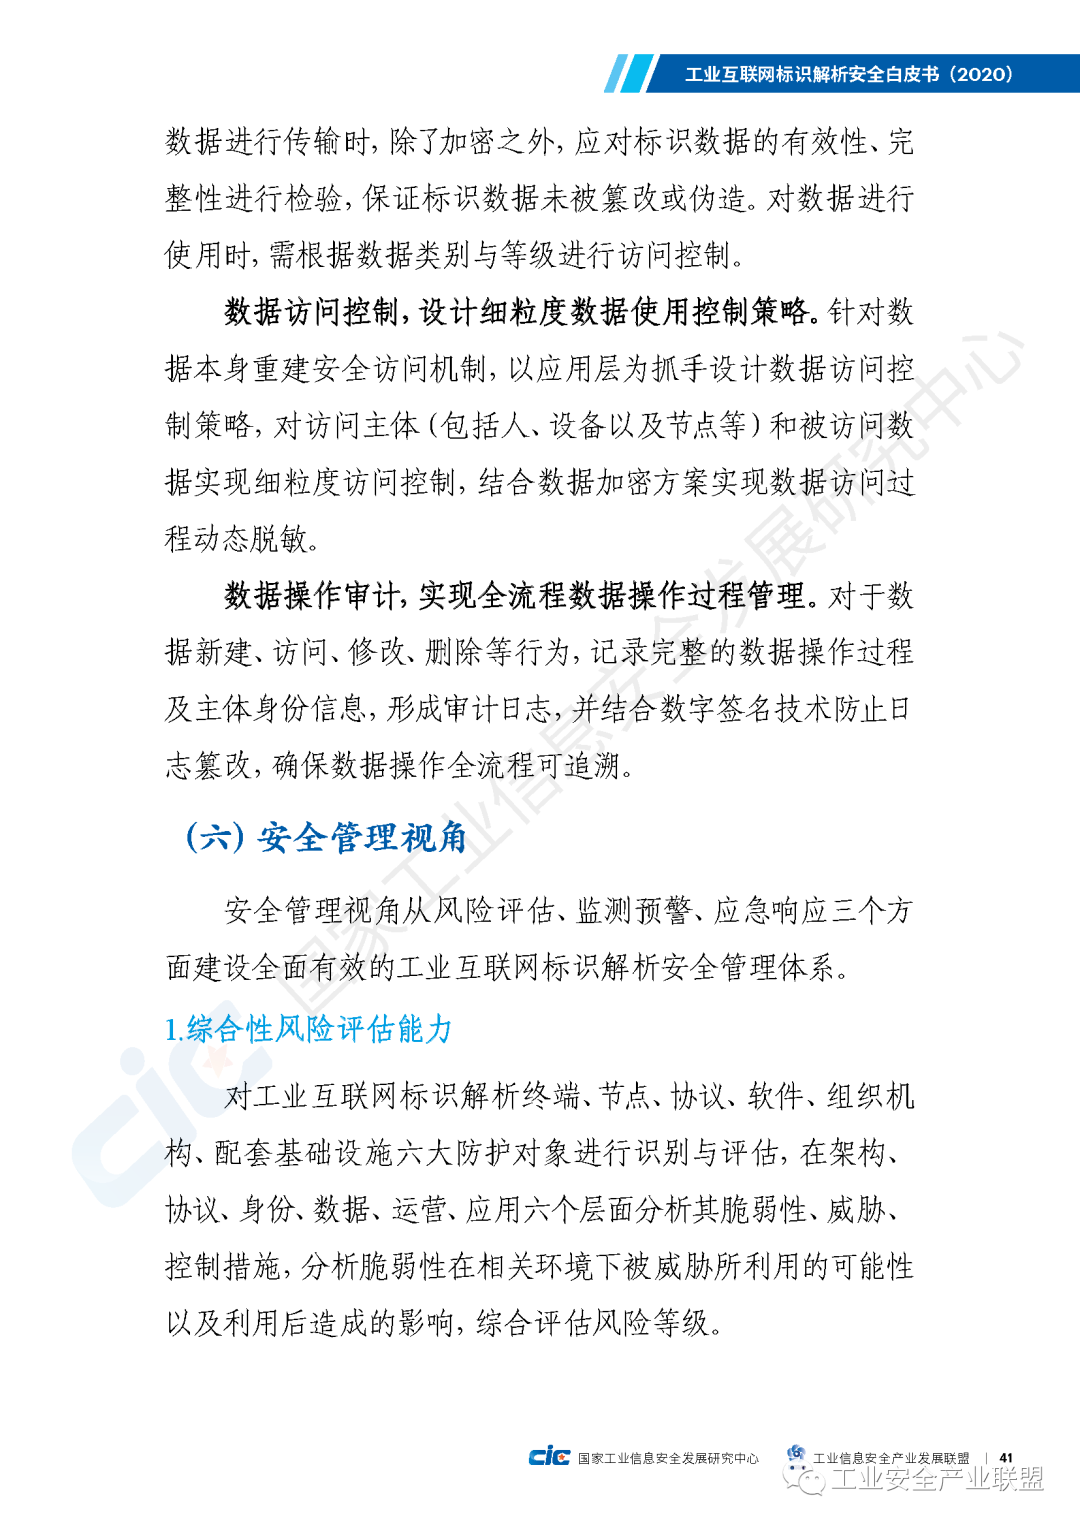 工业互联网标识解析安全白皮书（2020）
数据进行传输时，除了加密之外，应对标识数据的有效性、完
整性进行检验，保证标识数据未被篡改或伪造。对数据进行
使用时，需根据数据类别与等级进行访问控制。
数据访问控制，设计细粒度数据使用控制策略。针对数
据本身重建安全访问机制，以应用层为抓手设计数据访问控
制策略，对访问主体（包括人、设备以及节点等）和被访问数
据实现细粒度访问控制，结合数据加密方案实现数据访问过
程动态脱敏。
数据操作审计，实现全流程数据操作过程管理。对于数
据新建、访问、修改、删除等行为，记录完整的数据操作过程
及主体身份信息，形成审计日志，并结合数字签名技术防止日
志篡改，确保数据操作全流程可追溯。
（六）安全管理视角
安全管理视角从风险评估、监测预警、应急响应三个方
面建设全面有效的工业互联网标识解析安全管理体系。
1.综合性风险评估能力
对工业互联网标识解析终端、节点、协议、软件、组织机
构、配套基础设施六大防护对象进行识别与评估，在架构、
协议、身份、数据、运营、应用六个层面分析其脆弱性、威胁、
控制措施，分析脆弱性在相关环境下被威胁所利用的可能性
以及利用后造成的影响，综合评估风险等级。
国家工业信息安全发展研究中心
cic
cic 国家工业信息安全发展研究中心 工业信息安全产业发展联盟 | 41
工业安全产业联盟